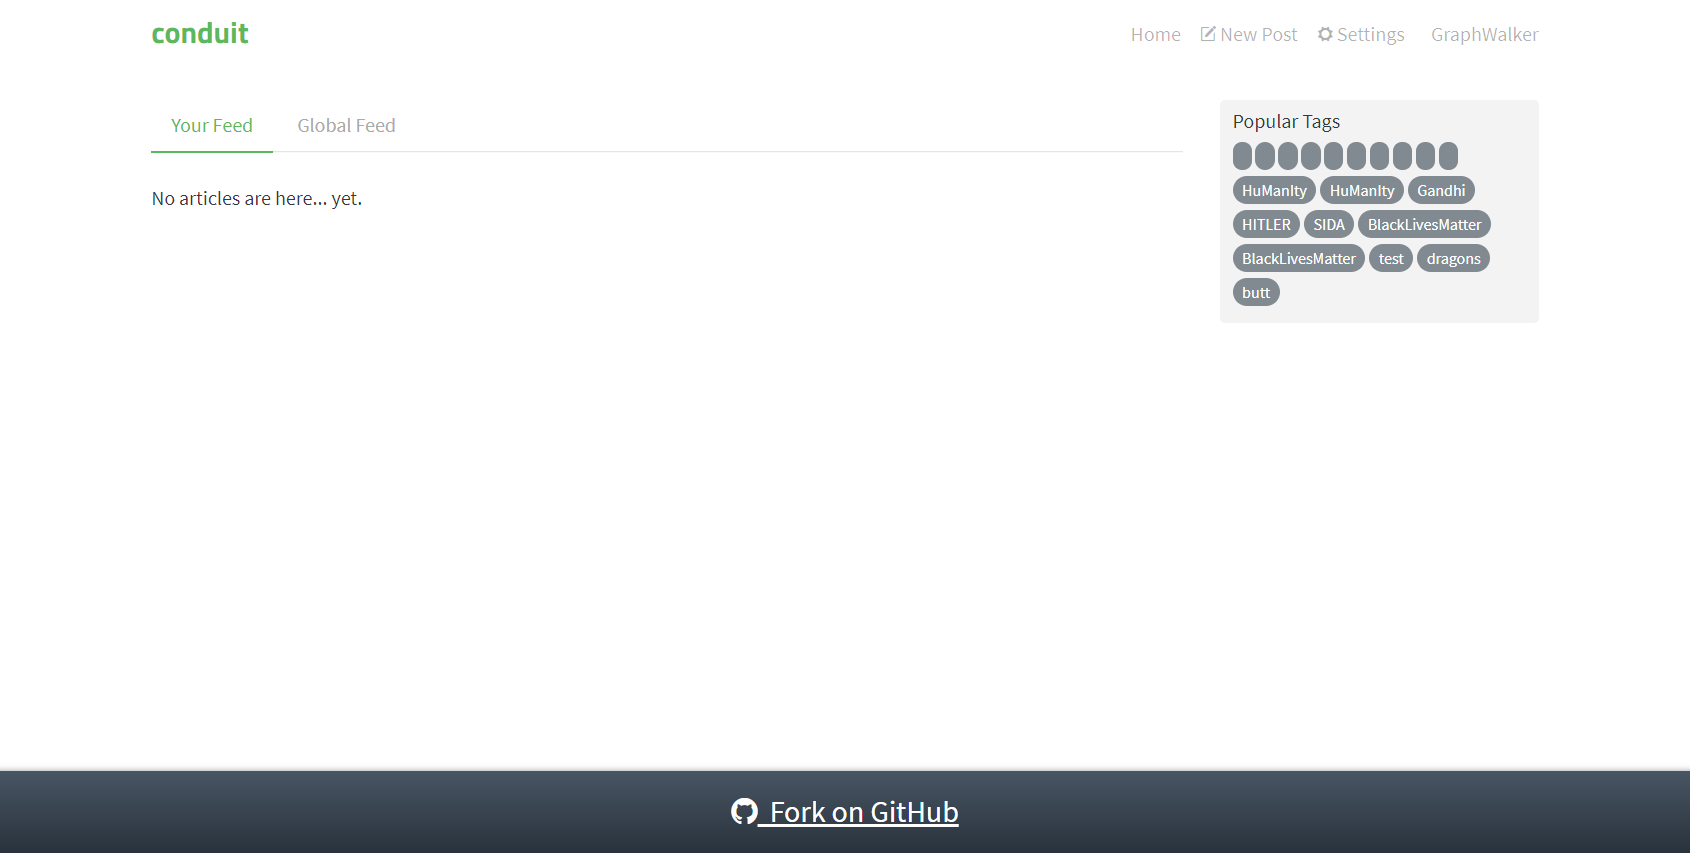 conduit
Home New Post Settings GraphWalker
Your Feed Global Feed
No articles are here... yet.
Popular Tags
HuManIty HuManIty Gandhi
HITLER SIDA BlackLivesMatter
BlackLivesMatter test dragons
butt
Fork on GitHub